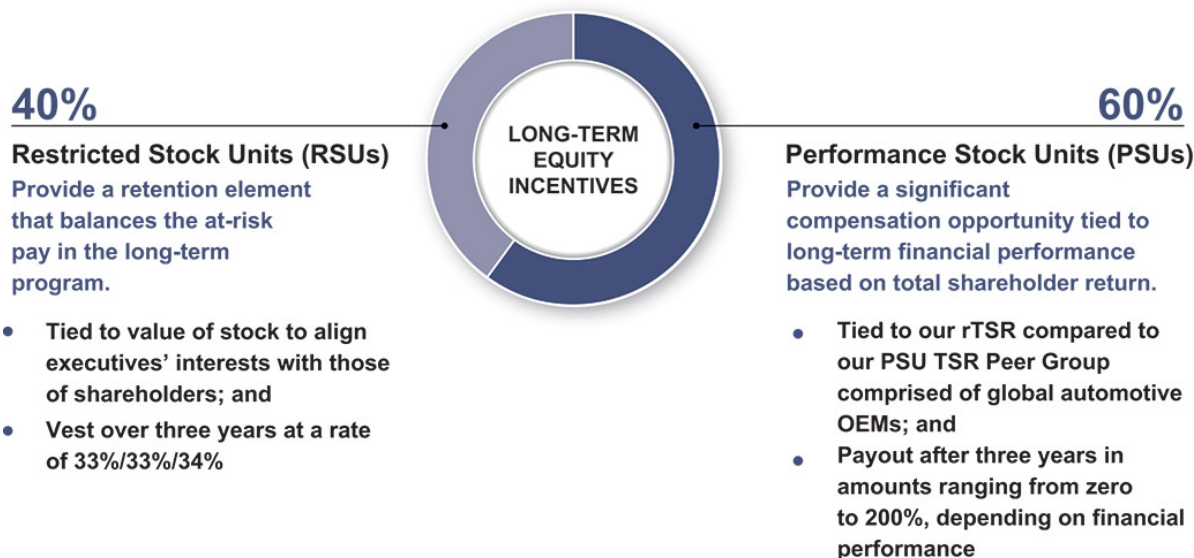 40%
Restricted Stock Units (RSUs)
Provide a retention element
that balances the at-risk
pay in the long-term
program.
• Tied to value of stock to align
executives’ interests with those
of shareholders; and
• Vest over three years at a rate
of 33%/33%/34%
LONG-TERM
EQUITY
INCENTIVES
60%
Performance Stock Units (PSUs)
Provide a significant
compensation opportunity tied to
long-term financial performance
based on total shareholder return.
• Tied to our rTSR compared to
our PSU TSR Peer Group
comprised of global automotive
OEMs; and
• Payout after three years in
amounts ranging from zero
to 200%, depending on financial
performance